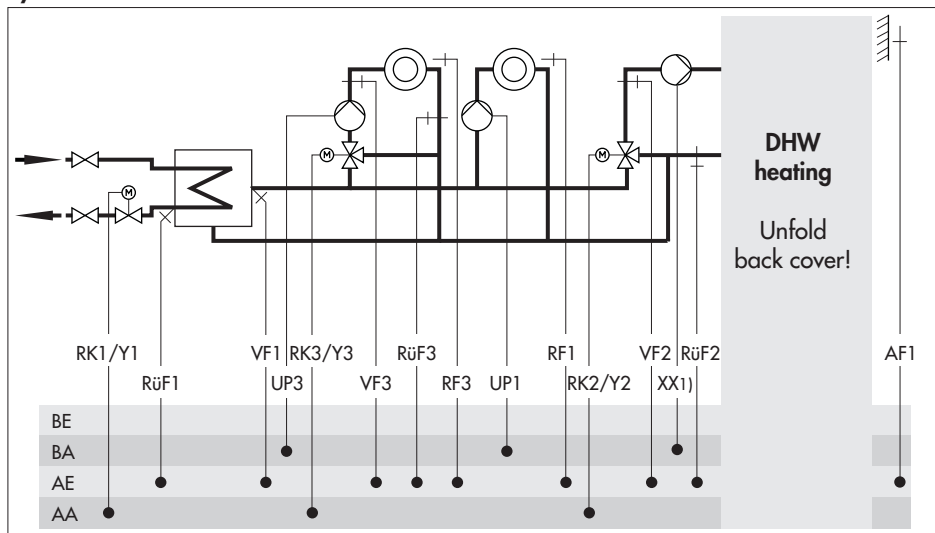 M
M
M
M
DHW
heating
Unfold
back cover!
RK1/Y1 VF1 RK3/Y3 RüF3 RF1 VF2 RüF2 AF1
RüF1 UP3 VF3 RF3 UP1 RK2/Y2 XX1)
BE
BA
AE
AA